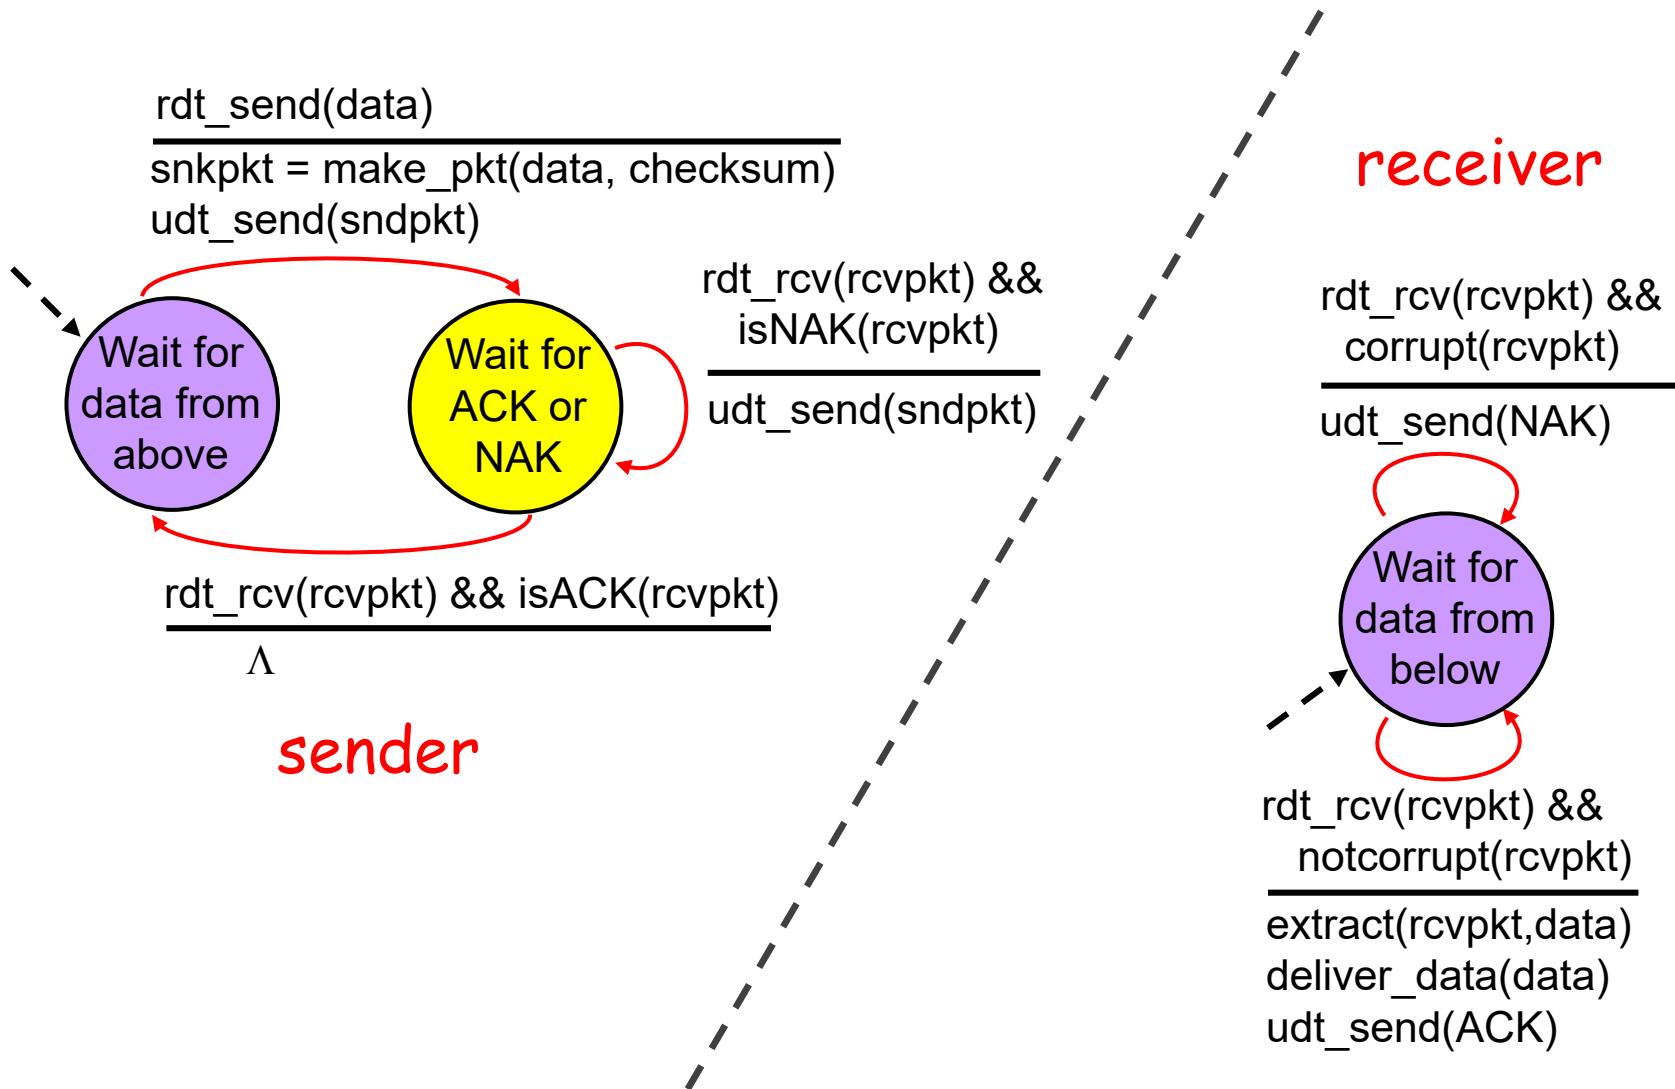 rdt_send(data)
snkpkt = make_pkt(data, checksum)
udt_send(sndpkt)
Wait for
data from
above
Wait for
ACK or
NAK
rdt_rcv(rcvpkt) &&
isNAK(rcvpkt)
udt_send(sndpkt)
rdt_rcv(rcvpkt) && isACK(rcvpkt)
Λ
sender
receiver
rdt_rcv(rcvpkt) &&
corrupt(rcvpkt)
udt_send(NAK)
Wait for
data from
below
rdt_rcv(rcvpkt) &&
notcorrupt(rcvpkt)
extract(rcvpkt,data)
deliver_data(data)
udt_send(ACK)